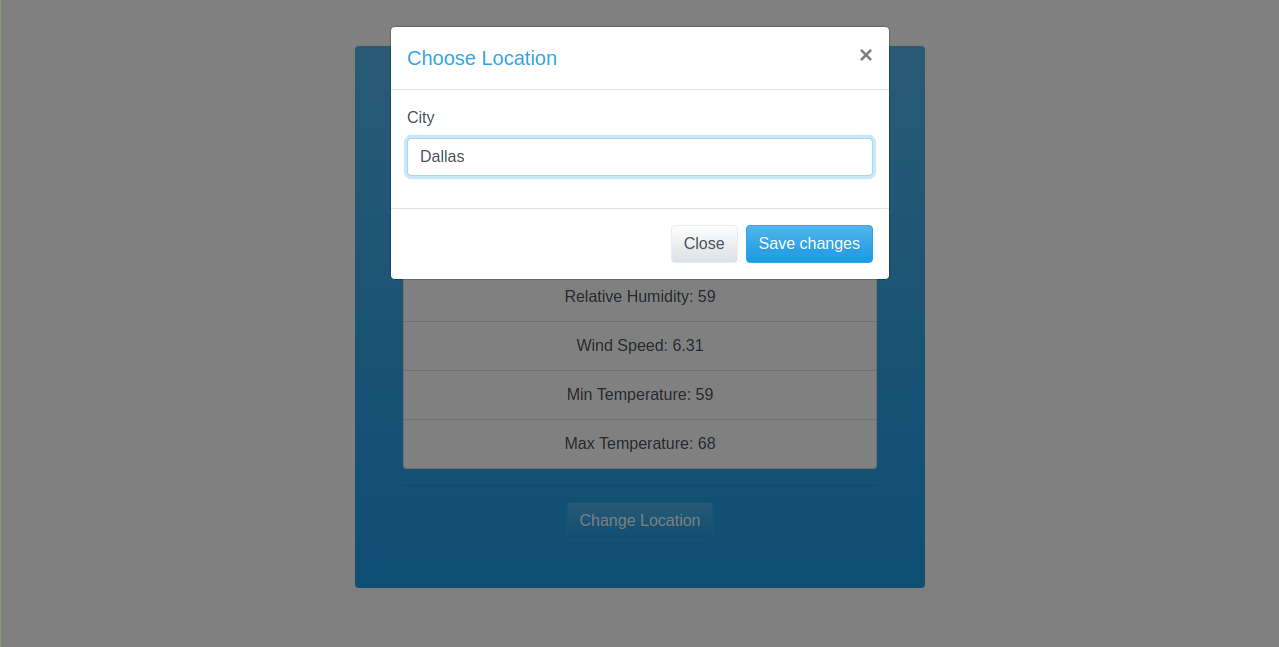 Choose Location
×
City
Dallas
Close Save changes
Relative Humidity: 59
Wind Speed: 6.31
Min Temperature: 59
Max Temperature: 68
Change Location